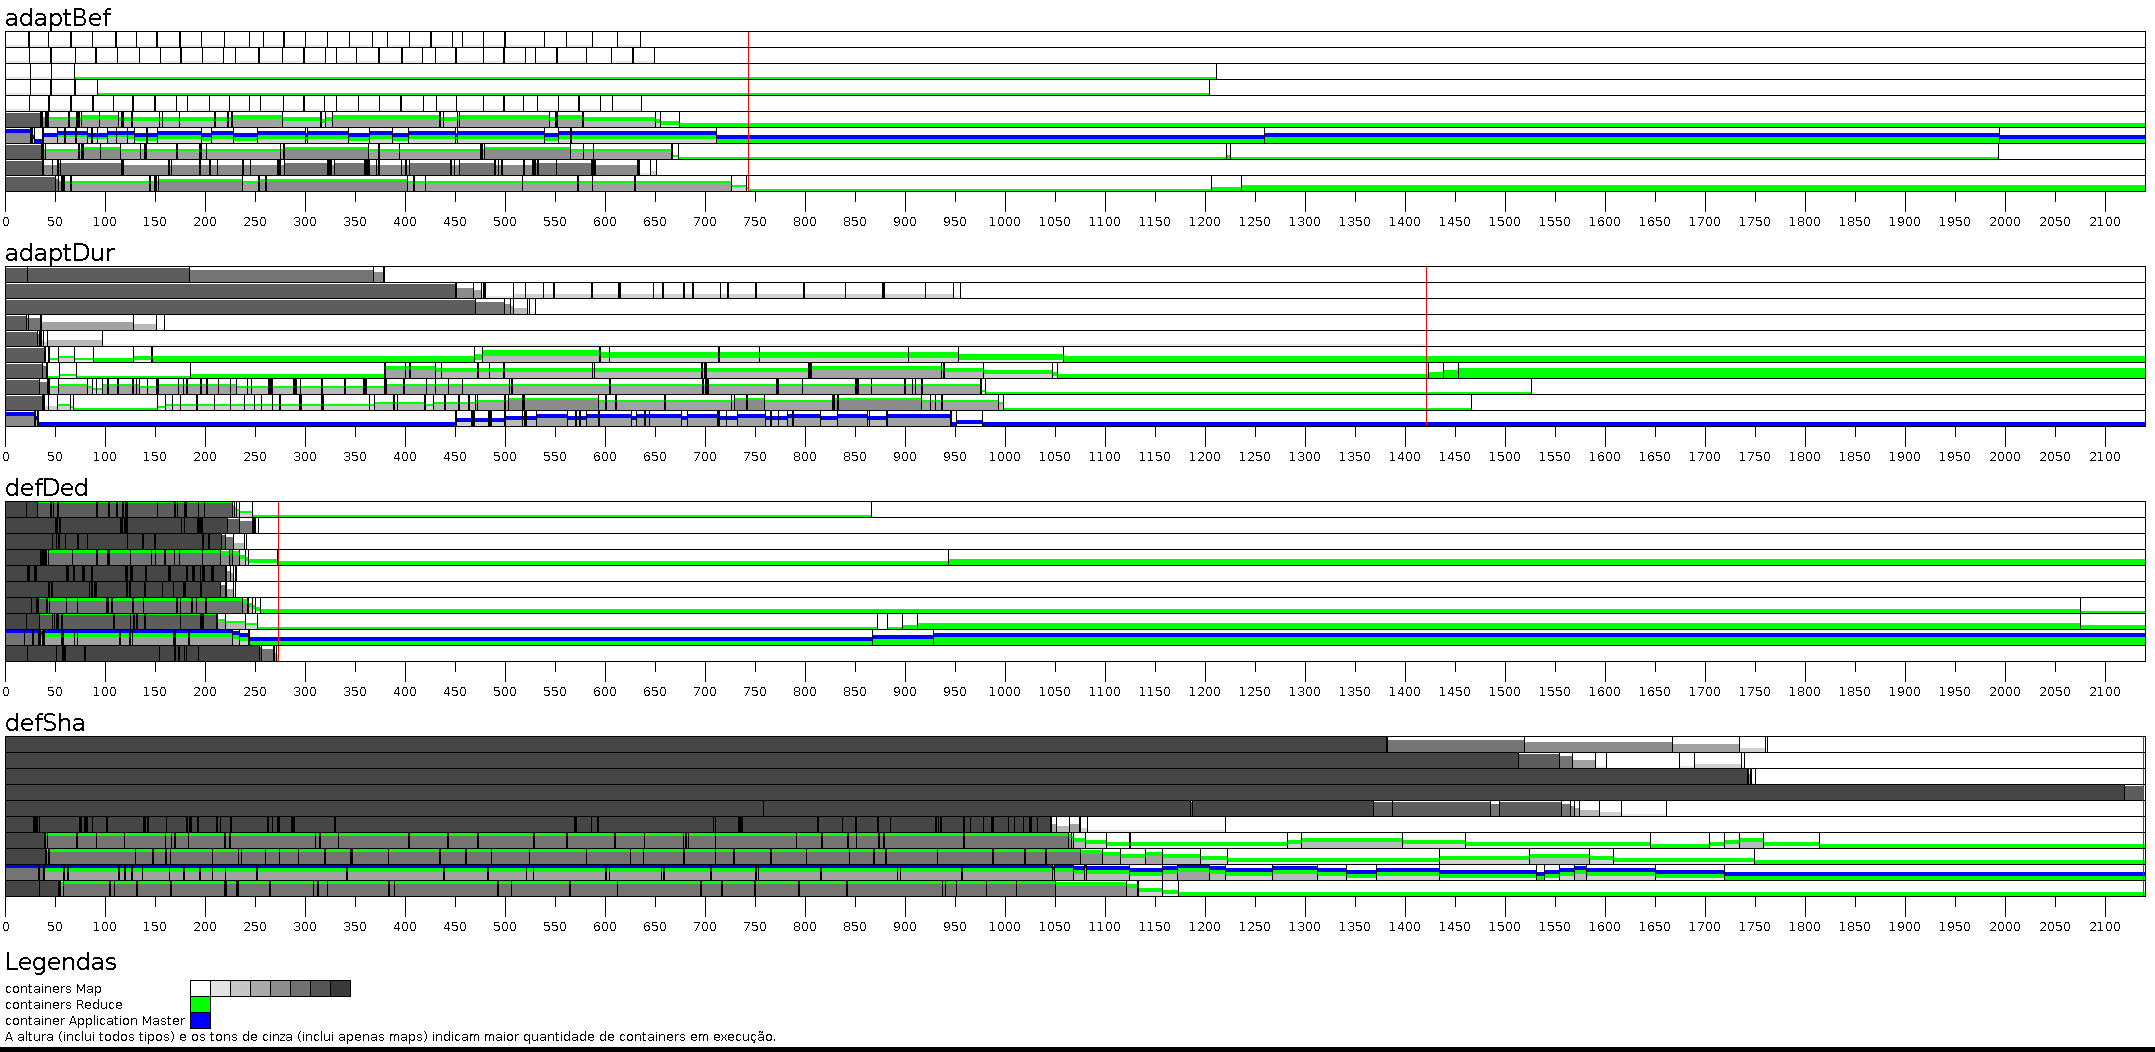 adaptBef
0 50 100 150 200 250 300 350 400 450 500 550 600 650 700 750 800 850 900 950 1000 1050 1100 1150 1200 1250 1300 1350 1400 1450 1500 1550 1600 1650 1700 1750 1800 1850 1900 1950 2000 2050 2100
adaptDur
0 50 100 150 200 250 300 350 400 450 500 550 600 650 700 750 800 850 900 950 1000 1050 1100 1150 1200 1250 1300 1350 1400 1450 1500 1550 1600 1650 1700 1750 1800 1850 1900 1950 2000 2050 2100
defDed
0 50 100 150 200 250 300 350 400 450 500 550 600 650 700 750 800 850 900 950 1000 1050 1100 1150 1200 1250 1300 1350 1400 1450 1500 1550 1600 1650 1700 1750 1800 1850 1900 1950 2000 2050 2100
defSha
0 50 100 150 200 250 300 350 400 450 500 550 600 650 700 750 800 850 900 950 1000 1050 1100 1150 1200 1250 1300 1350 1400 1450 1500 1550 1600 1650 1700 1750 1800 1850 1900 1950 2000 2050 2100
Legendas
containers Map
containers Reduce
container Application Master
A altura (inclui todos tipos) e os tons de cinza (inclui apenas maps) indicam maior quantidade de containers em execução.